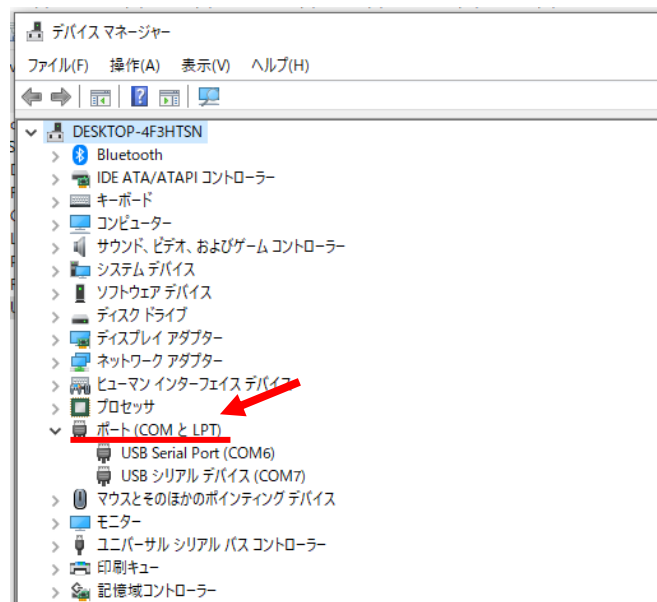 デバイス マネージャー
ファイル(F) 操作(A) 表示(V) ヘルプ(H)
DESKTOP-4F3HTSN
Bluetooth
IDE ATA/ATAPI コントローラー
キーボード
コンピューター
サウンド、ビデオ、およびゲーム コントローラー
システム デバイス
ソフトウェア デバイス
ディスク ドライブ
ディスプレイ アダプター
ネットワーク アダプター
ヒューマン インターフェイス デバイス
プロセッサ
ポート (COM と LPT)
USB Serial Port (COM6)
USB シリアル デバイス (COM7)
マウスとそのほかのポインティング デバイス
モニター
ユニバーサル シリアル バス コントローラー
印刷キュー
記憶域コントローラー